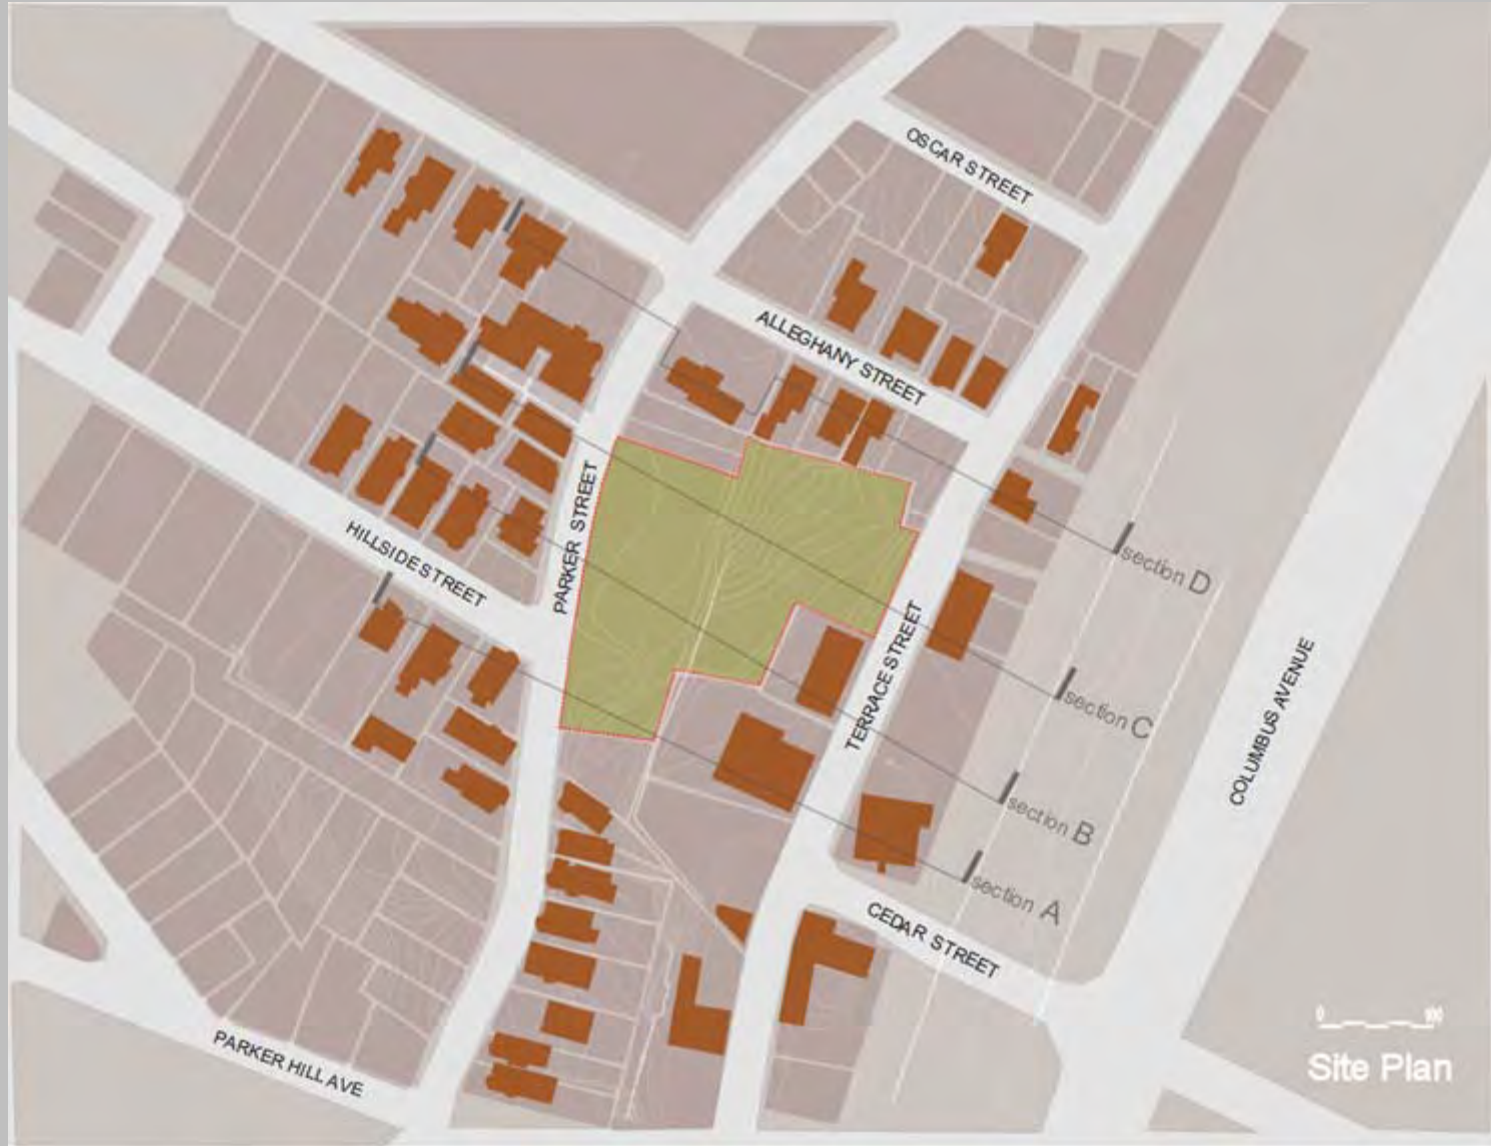 OSCAR STREET
ALLEGHANY STREET
PARKER STREET
HILLSIDE STREET
section D
TERRACE STREET
section C
COLUMBUS AVENUE
section B
section A
CEDAR STREET
0
Site Plan
PARKER HILL AVE